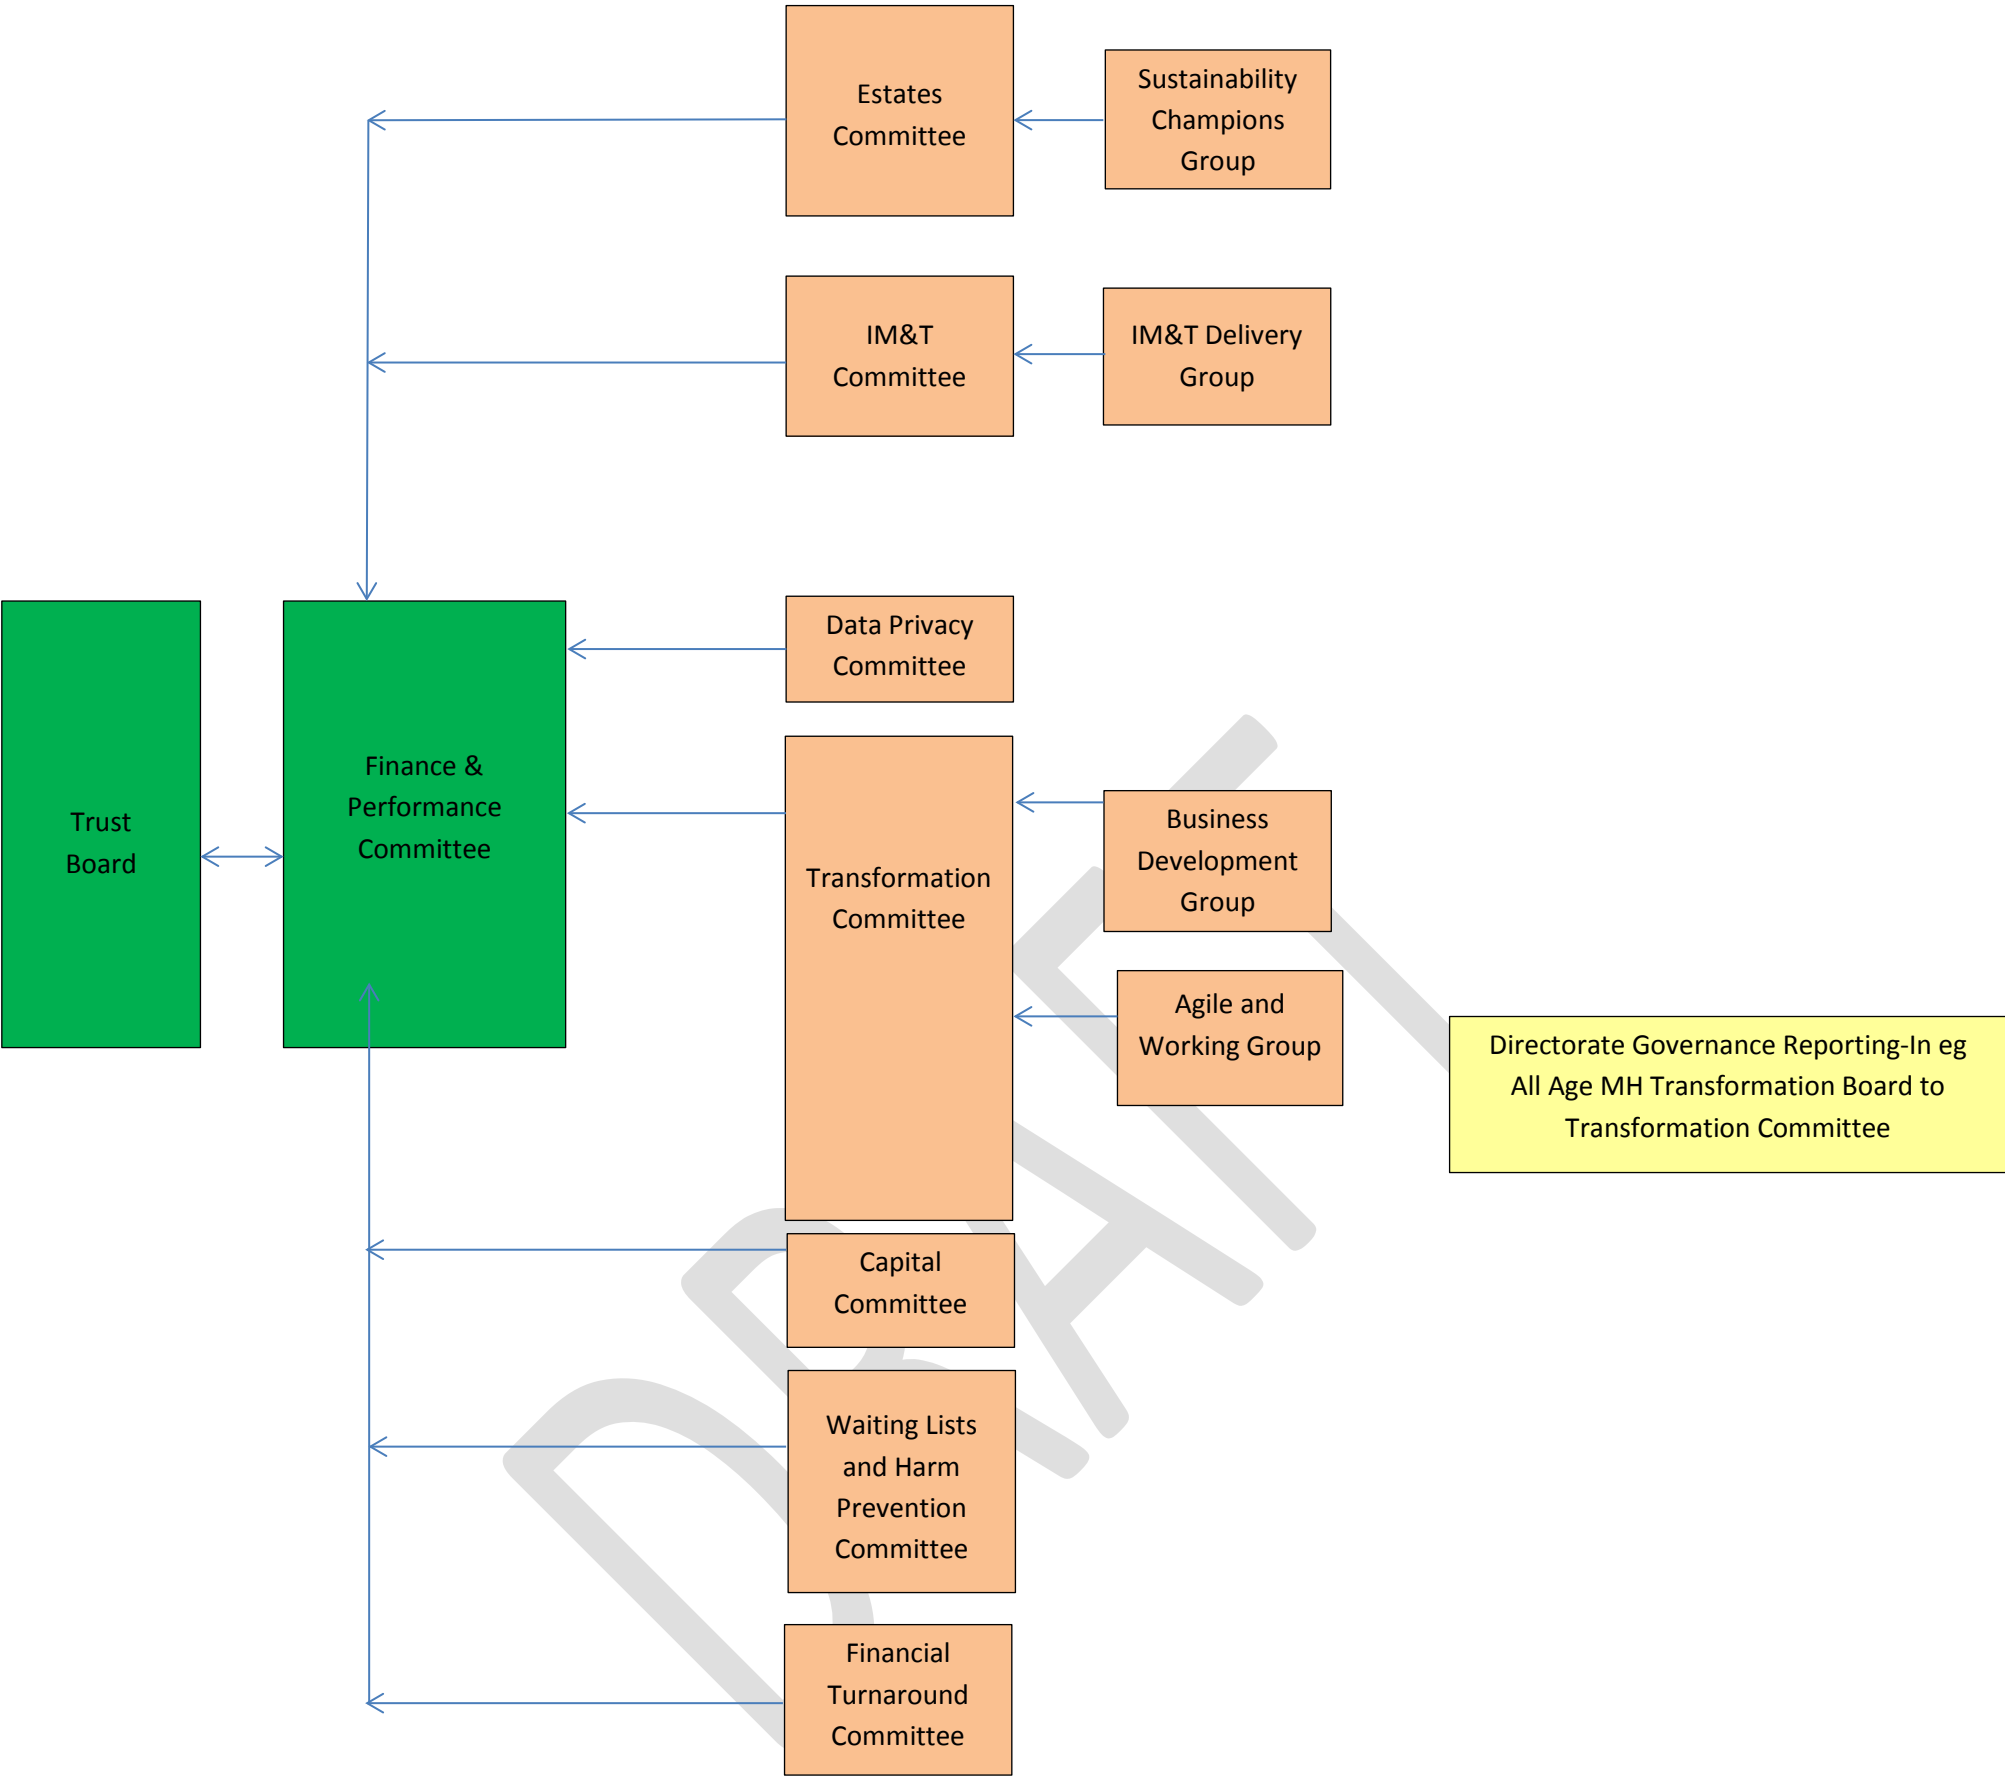 Estates
Committee
Sustainability
Champions
Group
IM&T
Committee
IM&T Delivery
Group
Trust
Board
Finance &
Performance
Committee
Data Privacy
Committee
Transformation
Committee
Business
Development
Group
Agile and
Working Group
Directorate Governance Reporting-In eg
All Age MH Transformation Board to
Transformation Committee
Capital
Committee
Waiting Lists
and Harm
Prevention
Committee
Financial
Turnaround
Committee
DRAFT